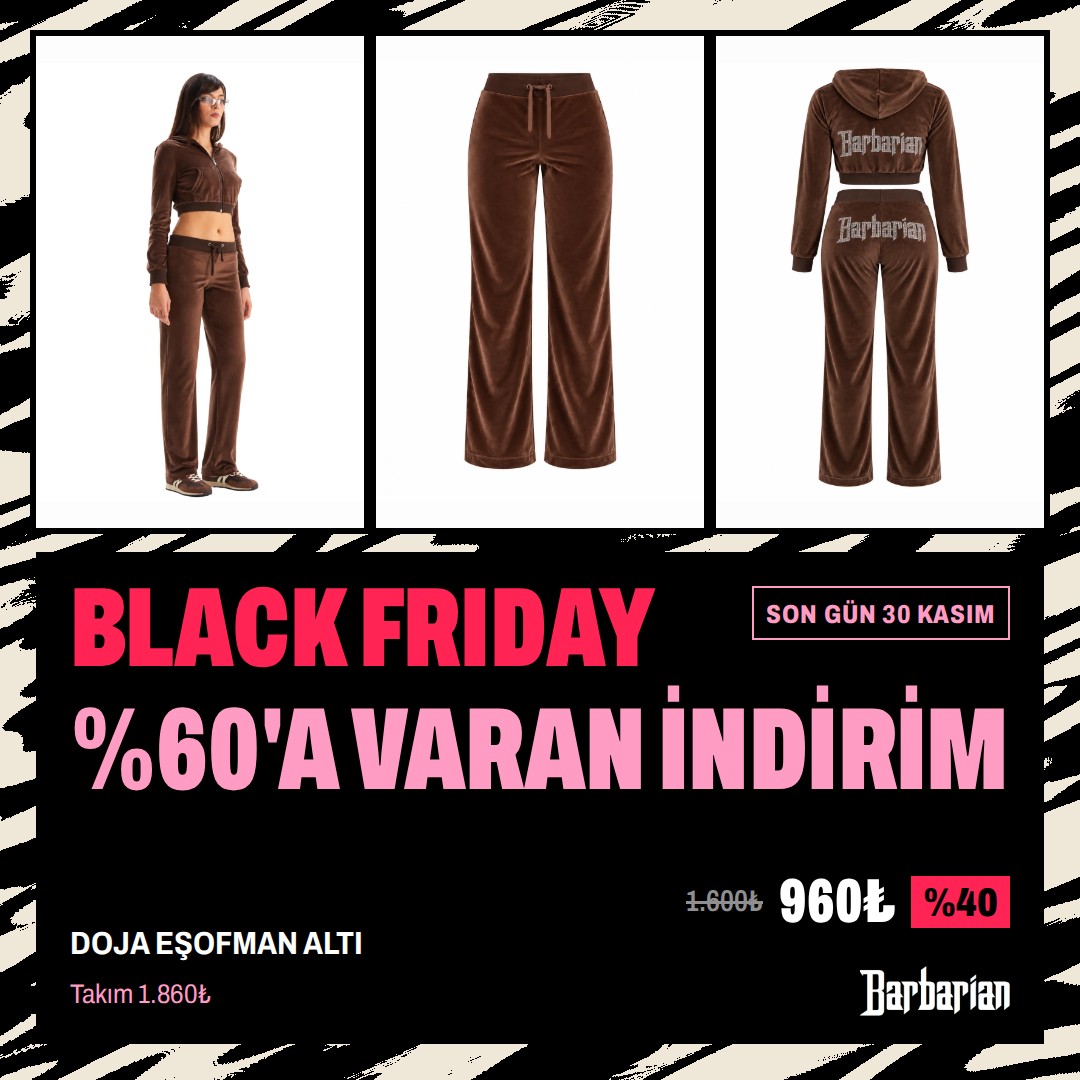 Barbarian
Barbarian
BLACK FRIDAY
SON GÜN 30 KASIM
%60'A VARAN İNDİRİM
1.600₺ 960₺ %40
DOJA EŞOFMAN ALTI
Takım 1.860₺
Barbarian